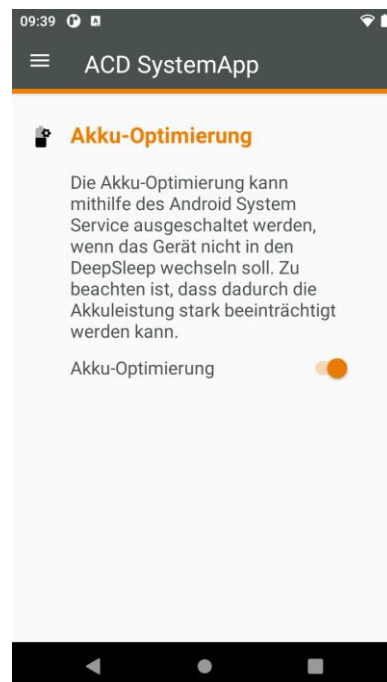 09:39
ACD SystemApp
Akku-Optimierung
Die Akku-Optimierung kann
mithilfe des Android System
Service ausgeschaltet werden,
wenn das Gerät nicht in den
DeepSleep wechseln soll. Zu
beachten ist, dass dadurch die
Akkuleistung stark beeinträchtigt
werden kann.
Akku-Optimierung